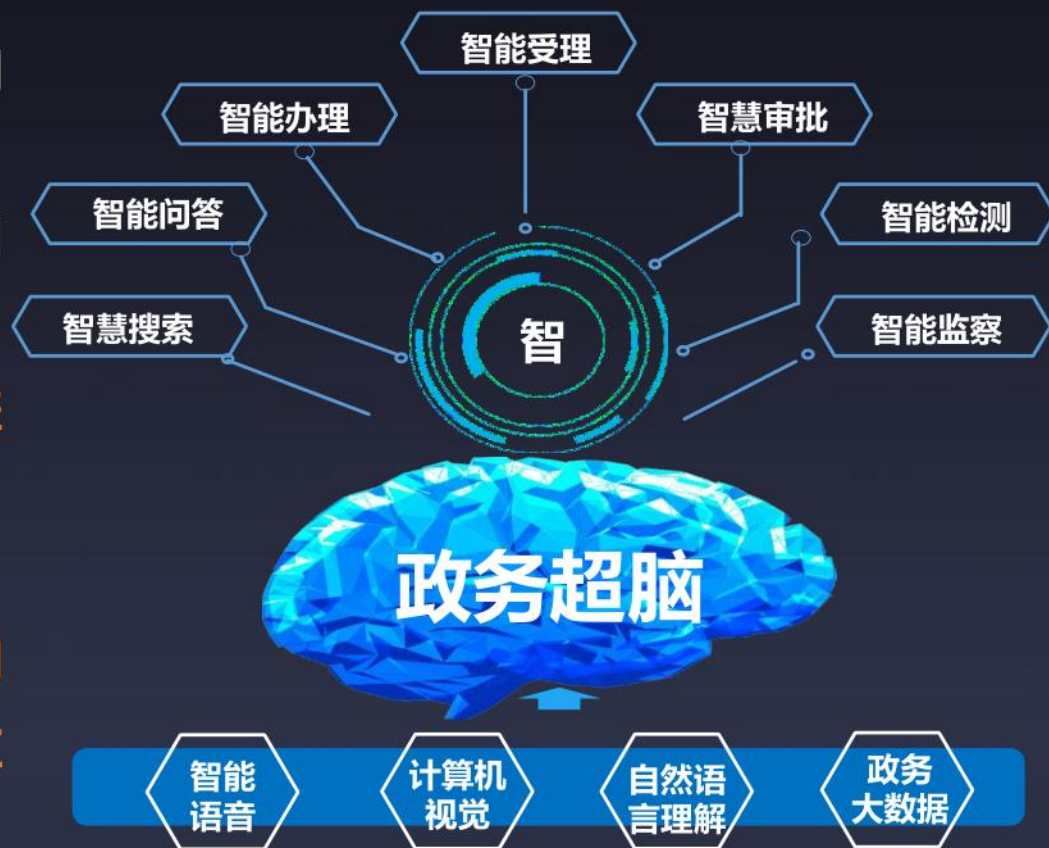 智能受理
智能办理
智慧审批
智能问答
智能检测
智慧搜索
智能监察
智
政务超脑
智能
语音
计算机
视觉
自然语
言理解
政务
大数据